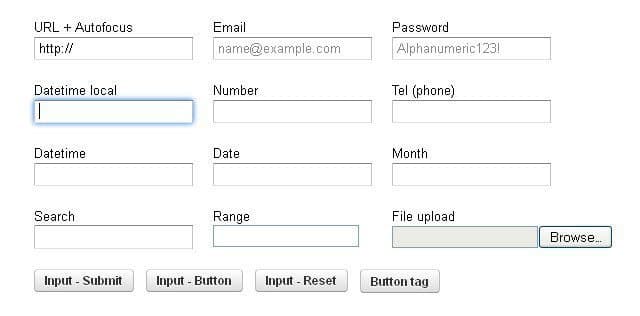 URL + Autofocus Email Password
http:// name@example.com Alphanumeric123!
Datetime local Number Tel (phone)
Datetime Date Month
Search Range File upload
Browse...
Input - Submit Input - Button Input - Reset Button tag